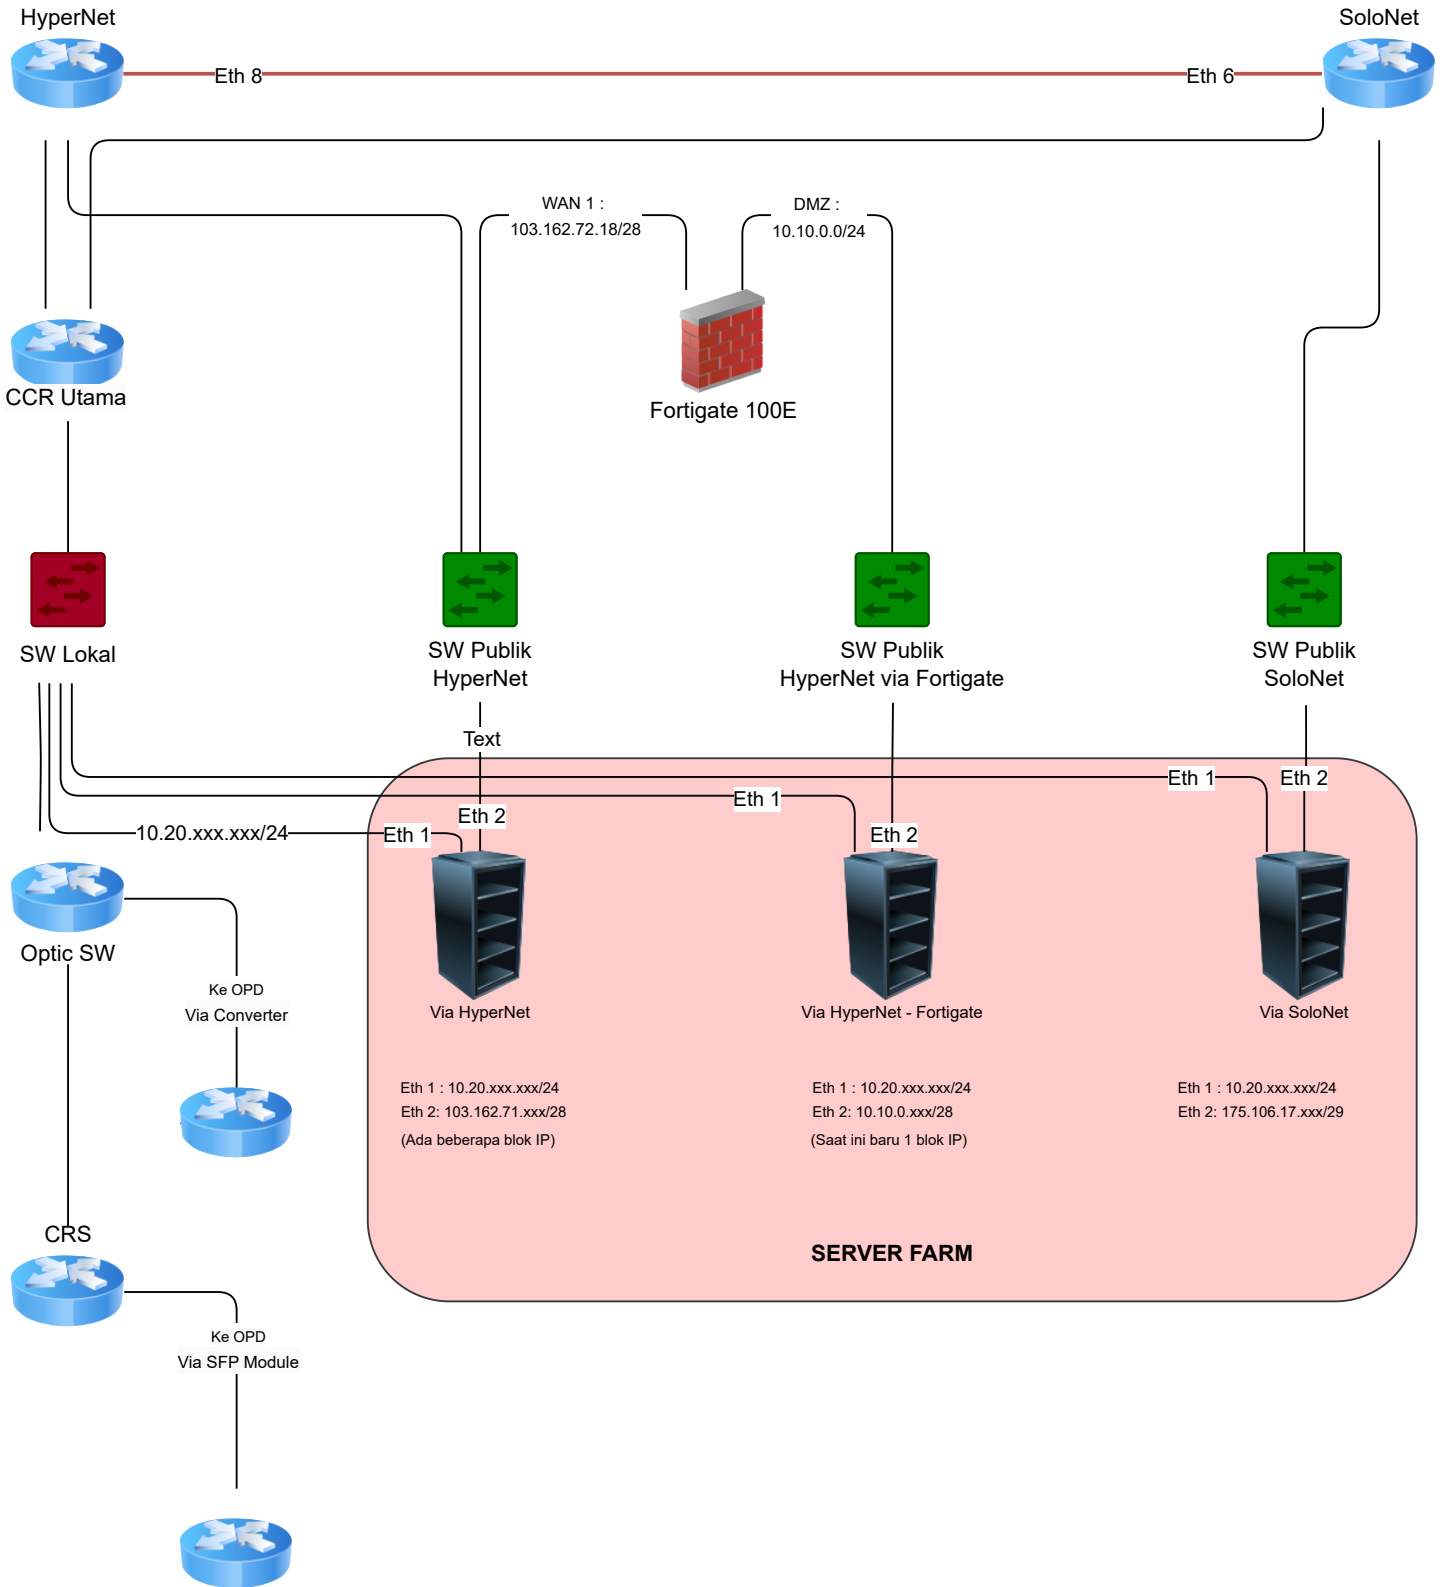 HyperNet
SoloNet
Eth 8
Eth 6
WAN 1 :
103.162.72.18/28
DMZ :
10.10.0.0/24
CCR Utama
Fortigate 100E
SW Lokal
SW Publik
HyperNet
SW Publik
HyperNet via Fortigate
SW Publik
SoloNet
Text
Eth 1
Eth 2
Eth 1
Eth 2
Eth 2
10.20.xxx.xxx/24
Eth 1
Optic SW
Ke OPD
Via Converter
Via HyperNet
Via HyperNet - Fortigate
Via SoloNet
Eth 1 : 10.20.xxx.xxx/24
Eth 2: 103.162.71.xxx/28
(Ada beberapa blok IP)
Eth 1 : 10.20.xxx.xxx/24
Eth 2: 10.10.0.xxx/28
(Saat ini baru 1 blok IP)
Eth 1 : 10.20.xxx.xxx/24
Eth 2: 175.106.17.xxx/29
CRS
SERVER FARM
Ke OPD
Via SFP Module